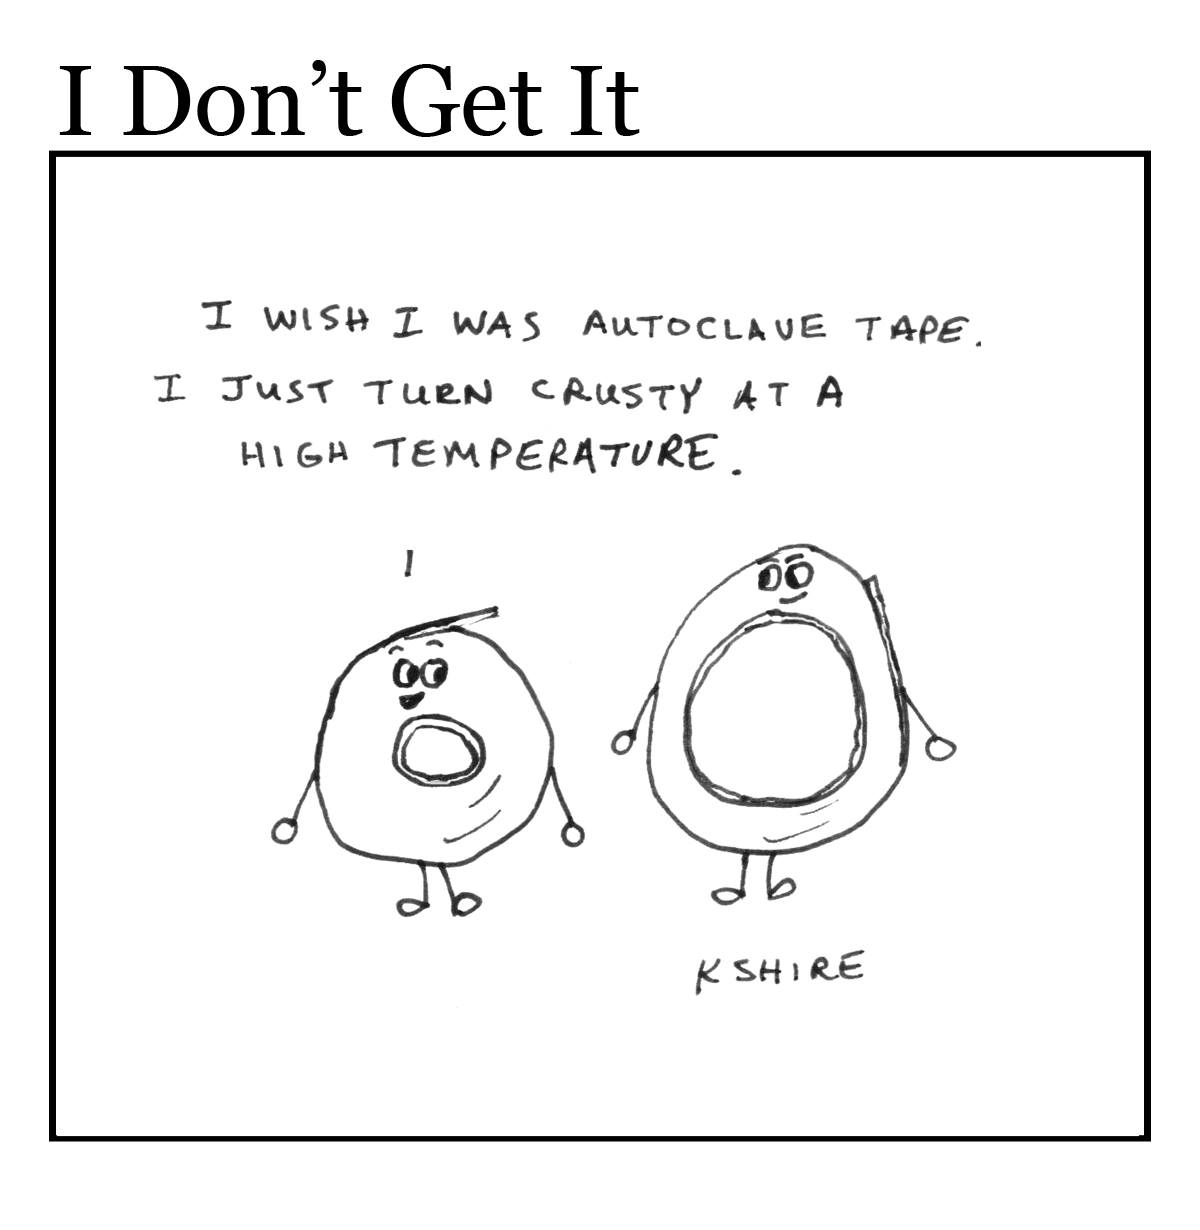 I Don't Get It
I WISH I WAS AUTOCLAVE TAPE.
I JUST TURN CRUSTY AT A
HIGH TEMPERATURE.
KSHIRE